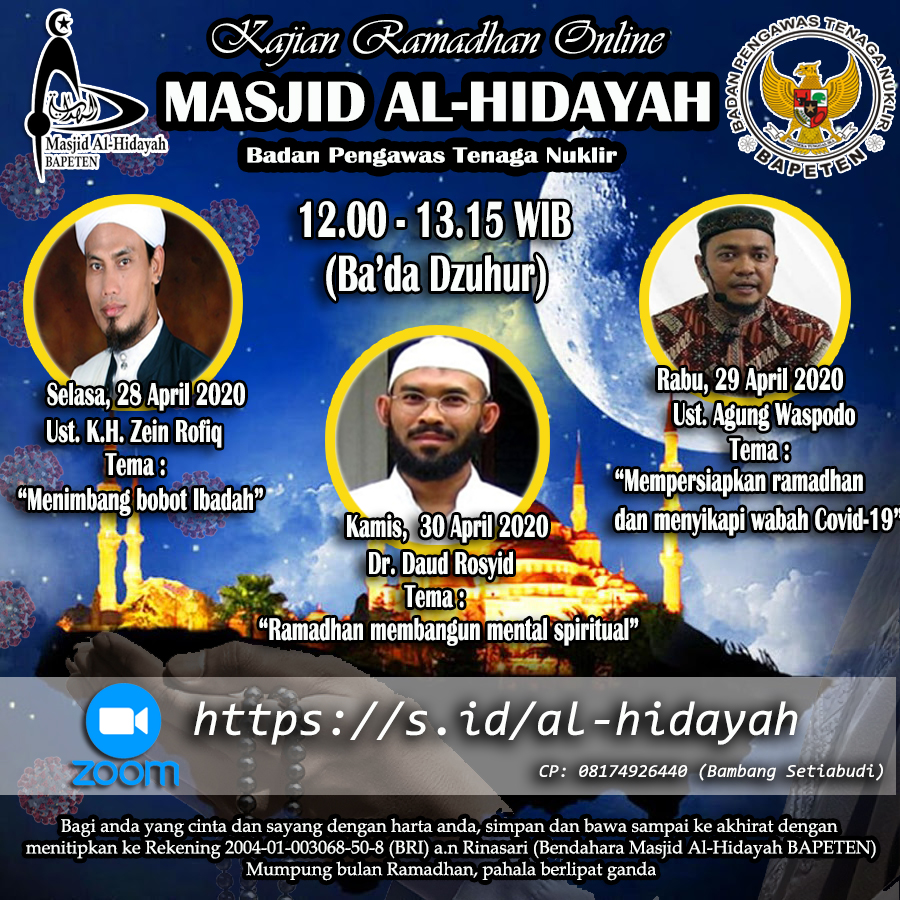 Kajian Ramadhan Online
MASJID AL-HIDAYAH
Badan Pengawas Tenaga Nuklir
Masjid Al-Hidayah
BAPETEN
BADAN PENGAWAS TENAGA NUKLIR
BAPETEN
12.00 - 13.15 WIB
(Ba'da Dzuhur)
Selasa, 28 April 2020
Ust. K.H. Zein Rofiq
Tema :
“Menimbang bobot Ibadah”
Rabu, 29 April 2020
Ust. Agung Waspodo
Tema :
“Mempersiapkan ramadhan
dan menyikapi wabah Covid-19”
Kamis, 30 April 2020
Dr. Daud Rosyid
Tema :
“Ramadhan membangun mental spiritual”
zoom
https://s.id/al-hidayah
CP: 08174926440 (Bambang Setiabudi)
Bagi anda yang cinta dan sayang dengan harta anda, simpan dan bawa sampai ke akhirat dengan
menitipkan ke Rekening 2004-01-003068-50-8 (BRI) a.n Rinasari (Bendahara Masjid Al-Hidayah BAPETEN)
Mumpung bulan Ramadhan, pahala berlipat ganda